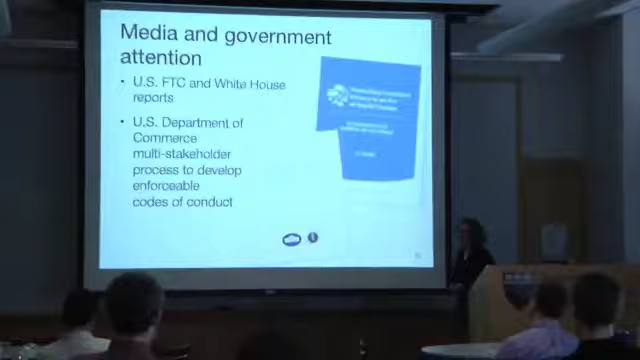 Media and government
attention
• U.S. FTC and White House
reports
• U.S. Department of
Commerce
multi-stakeholder
process to develop
enforceable
codes of conduct